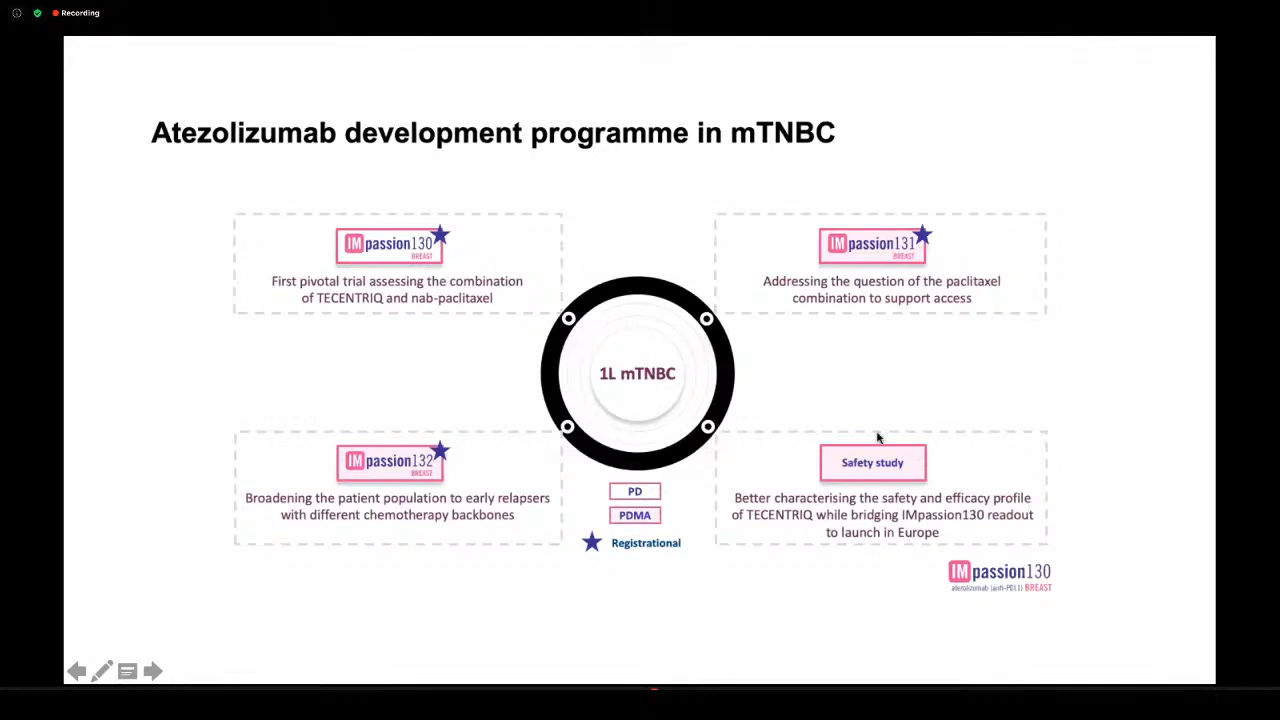 Recording
Atezolizumab development programme in mTNBC
IMpassion130
BREAST
First pivotal trial assessing the combination
of TECENTRIQ and nab-paclitaxel
IMpassion131
BREAST
Addressing the question of the paclitaxel
combination to support access
1L mTNBC
IMpassion132
BREAST
Broadening the patient population to early relapsers
with different chemotherapy backbones
Safety study
Better characterising the safety and efficacy profile
of TECENTRIQ while bridging IMpassion130 readout
to launch in Europe
PD
PDMA
Registrational
IMpassion130
atezolizumab (anti-PDL1) BREAST